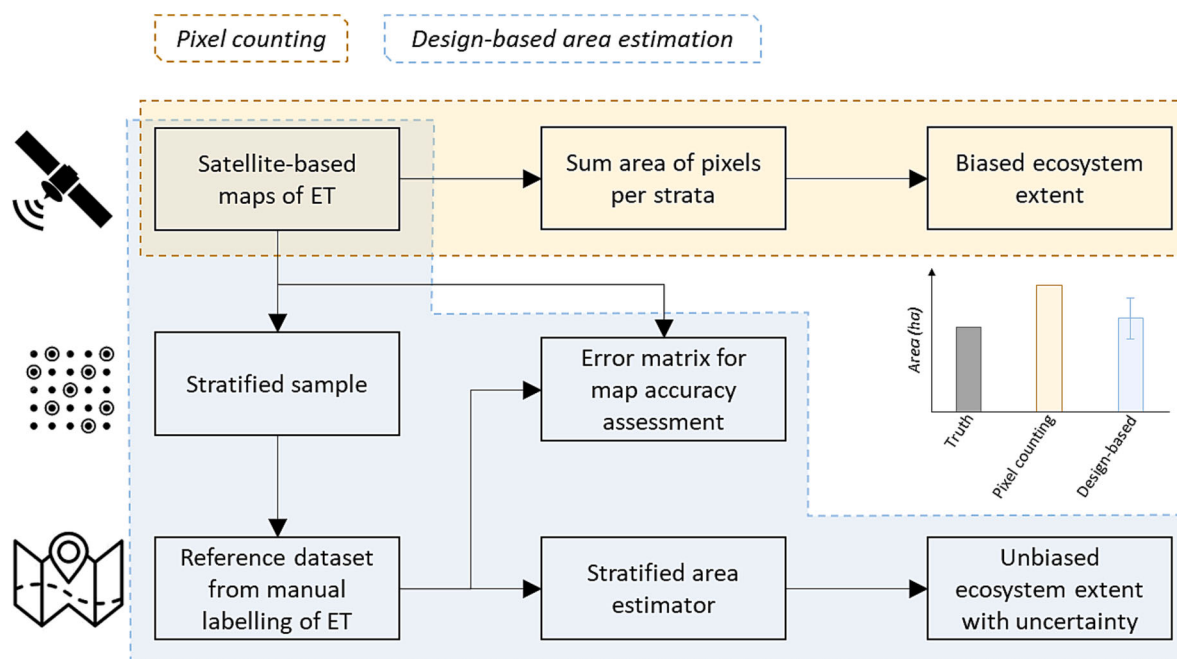 Pixel counting
Design-based area estimation
Satellite-based
maps of ET
Sum area of pixels
per strata
Biased ecosystem
extent
Stratified sample
Error matrix for
map accuracy
assessment
Area (ha)
Truth
Pixel counting
Design-based
Reference dataset
from manual
labelling of ET
Stratified area
estimator
Unbiased
ecosystem extent
with uncertainty